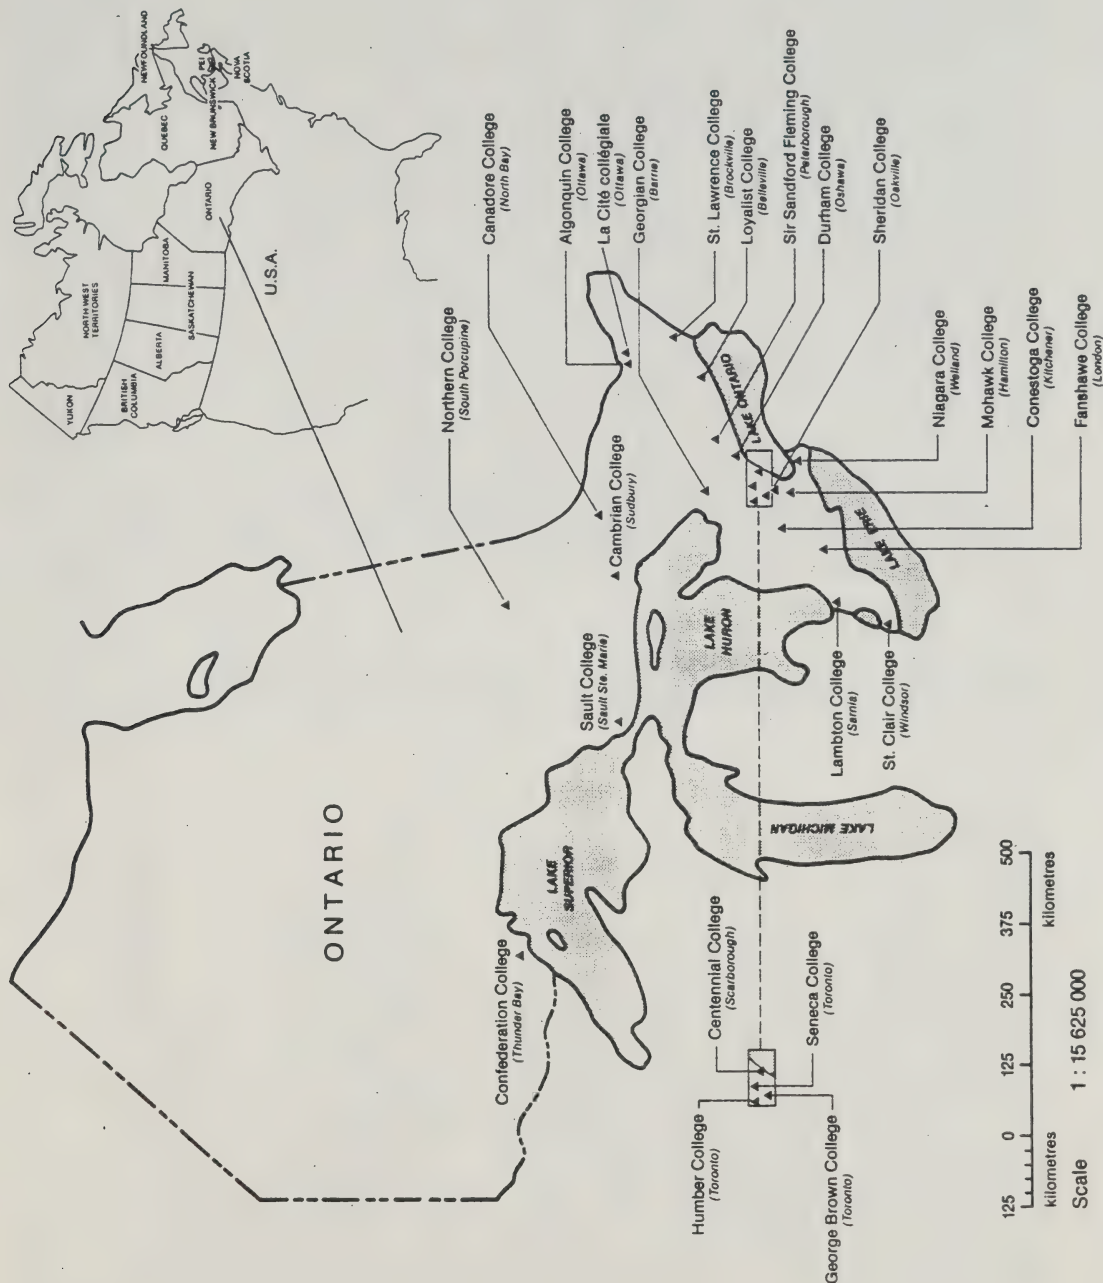 YUKON
NORTHWEST
TERRITORIES
BRITISH
COLUMBIA
ALBERTA
SASKATCHEWAN
MANITOBA
ONTARIO
QUEBEC
NEWFOUNDLAND
PEI
NEW BRUNSWICK
NOVA
SCOTIA
U.S.A.
ONTARIO
Northern College
(South Porcupine)
Canadore College
(North Bay)
Algonquin College
(Ottawa)
La Cité collégiale
(Ottawa)
Georgian College
(Barrie)
St. Lawrence College
(Brockville)
Loyalist College
(Belleville)
Sir Sandford Fleming College
(Peterborough)
Durham College
(Oshawa)
Sheridan College
(Oakville)
Confederation College
(Thunder Bay)
Sault College
(Sault Ste. Marie)
Cambrian College
(Sudbury)
LAKE
SUPERIOR
LAKE
HURON
LAKE MICHIGAN
LAKE ONTARIO
LAKE ERIE
Humber College
(Toronto)
George Brown College
(Toronto)
Centennial College
(Scarborough)
Seneca College
(Toronto)
Lambton College
(Sarnia)
St. Clair College
(Windsor)
Niagara College
(Welland)
Mohawk College
(Hamilton)
Conestoga College
(Kitchener)
Fanshawe College
(London)
125 0 125 250 375 500
kilometres kilometres
Scale 1 : 15 625 000